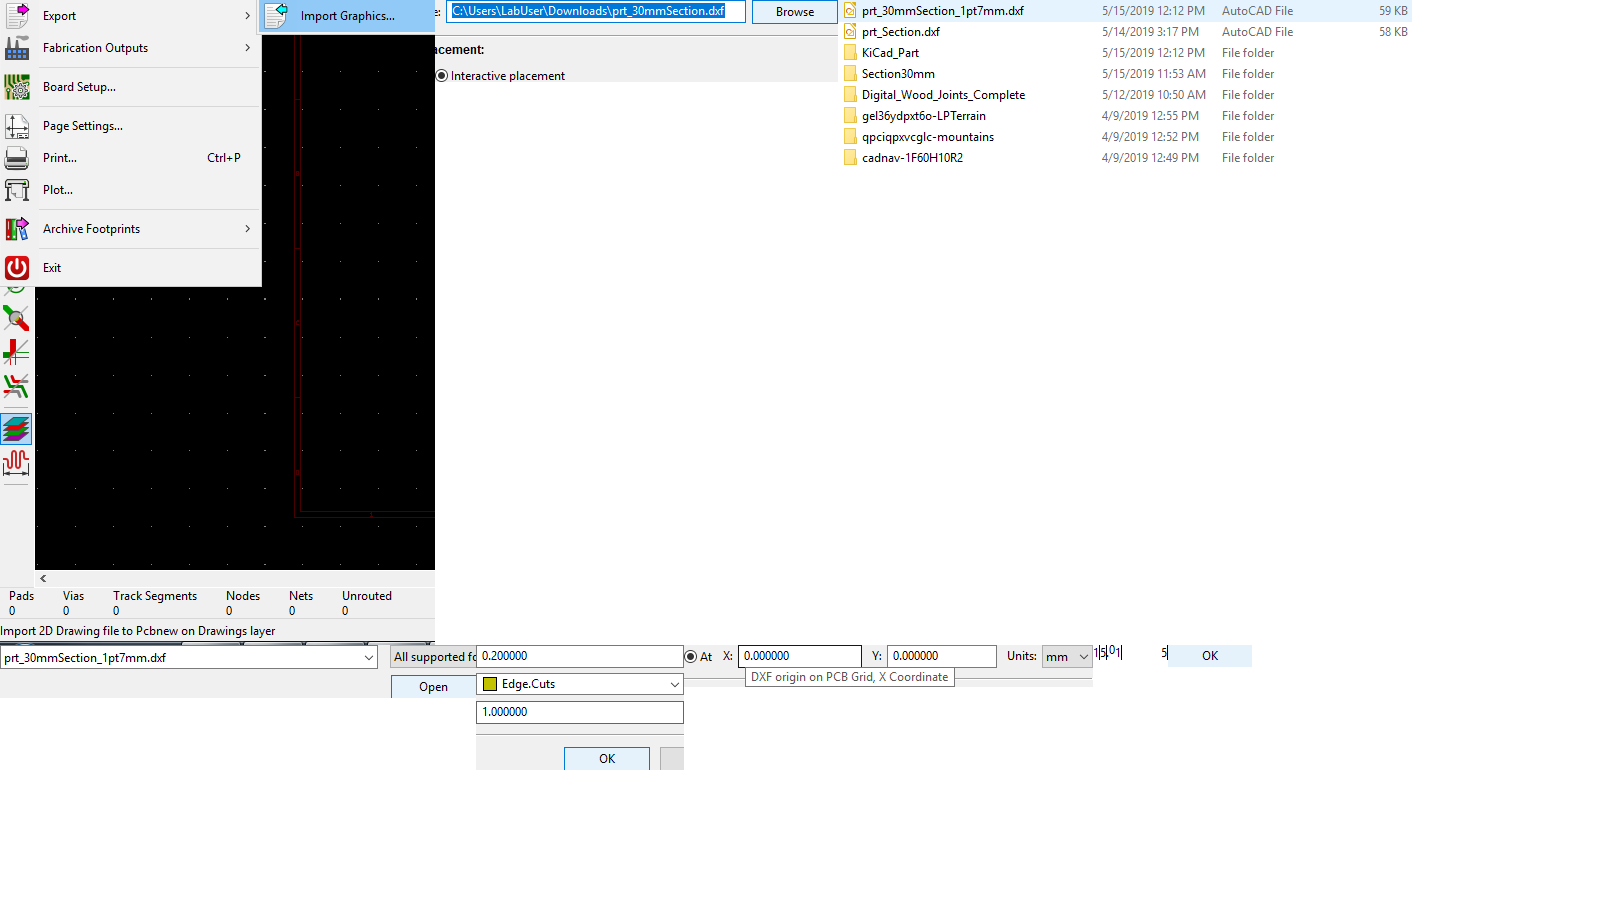 Export
Import Graphics...
Fabrication Outputs
Board Setup...
Page Settings...
Print... Ctrl+P
Plot...
Archive Footprints
Exit
C:\Users\LabUser\Downloads\prt_30mmSection.dxf
Browse
acement:
Interactive placement
prt_30mmSection_1pt7mm.dxf 5/15/2019 12:12 PM AutoCAD File 59 KB
prt_Section.dxf 5/14/2019 3:17 PM AutoCAD File 58 KB
KiCad_Part 5/15/2019 12:12 PM File folder
Section30mm 5/15/2019 11:53 AM File folder
Digital_Wood_Joints_Complete 5/12/2019 10:50 AM File folder
gel36ydpxt6o-LPTerrain 4/9/2019 12:55 PM File folder
qpciqpxvcglc-mountains 4/9/2019 12:52 PM File folder
cadnav-1F60H10R2 4/9/2019 12:49 PM File folder
Pads Vias Track Segments Nodes Nets Unrouted
0 0 0 0 0 0
Import 2D Drawing file to Pcbnew on Drawings layer
prt_30mmSection_1pt7mm.dxf
All supported fo
Open
0.200000
Edge.Cuts
1.000000
OK
At X: 0.000000 Y: 0.000000 Units: mm
DXF origin on PCB Grid, X Coordinate
5
OK